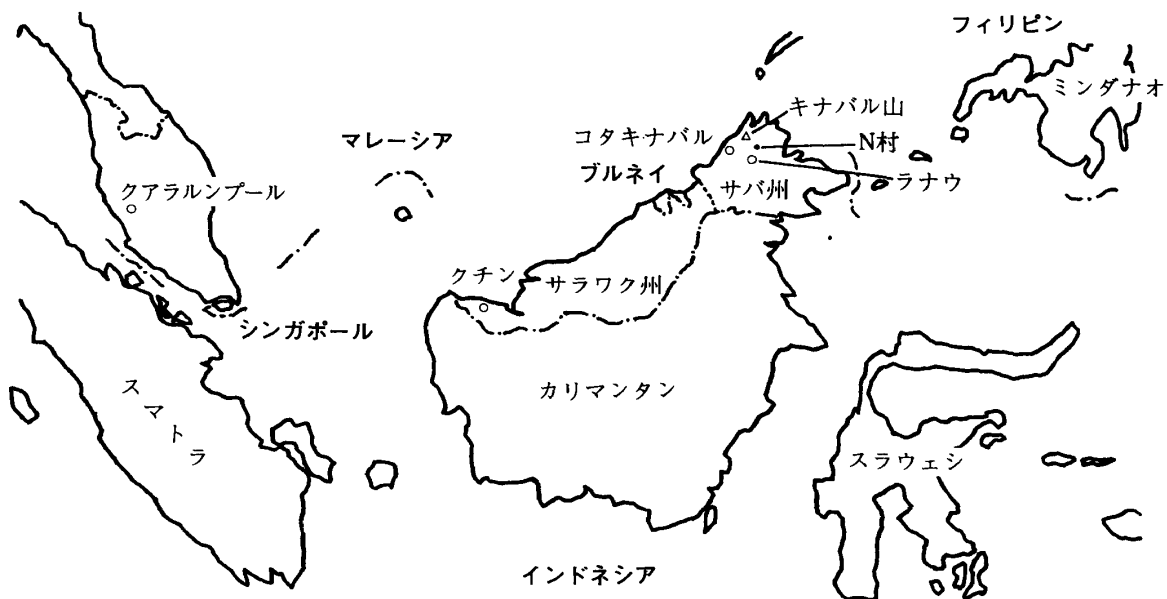 フィリピン
ミンダナオ
キナバル山
コタキナバル
N村
マレーシア
ブルネイ
ラナウ
サバ州
クアラルンプール
クチン
サラワク州
シンガポール
カリマンタン
スマトラ
スラウェシ
インドネシア